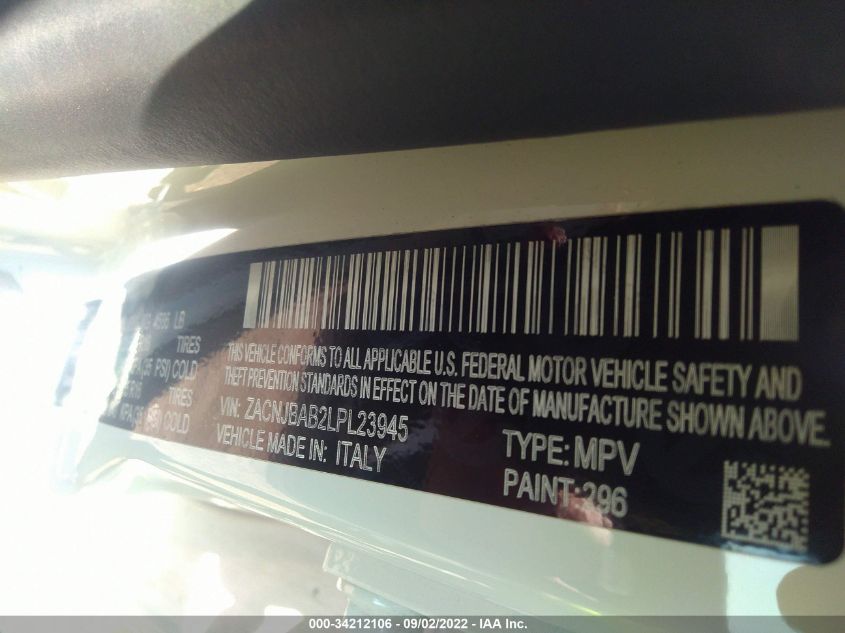 LB
TIRES
PSI) COLD
TIRES
COLD
THIS VEHICLE CONFORMS TO ALL APPLICABLE U.S. FEDERAL MOTOR VEHICLE SAFETY AND
THEFT PREVENTION STANDARDS IN EFFECT ON THE DATE OF MANUFACTURE SHOWN ABOVE.
VIN: ZACNJBAB2LPL23945
VEHICLE MADE IN: ITALY
TYPE: MPV
PAINT: 296
000-34212106 - 09/02/2022 - IAA Inc.